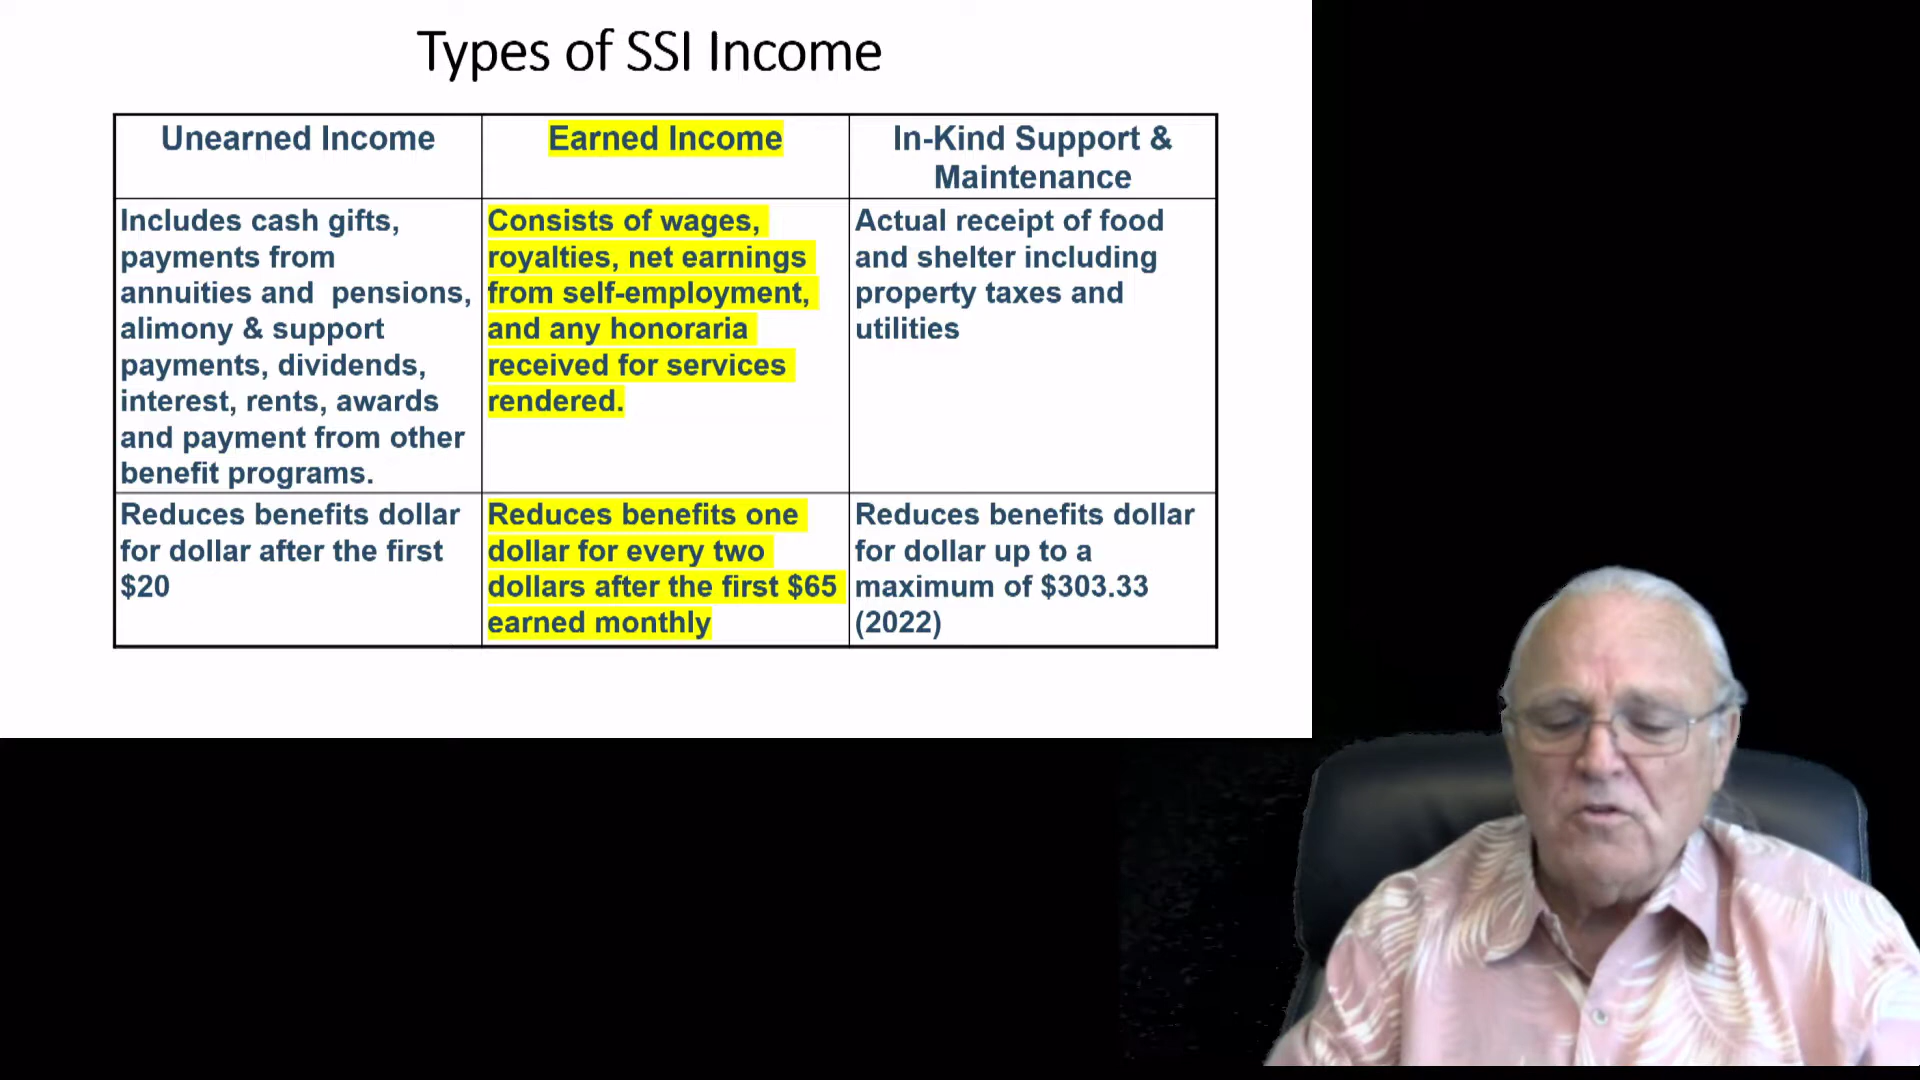 Types of SSI Income
Unearned Income
Earned Income
In-Kind Support &
Maintenance
Includes cash gifts,
payments from
annuities and  pensions,
alimony & support
payments, dividends,
interest, rents, awards
and payment from other
benefit programs.
Consists of wages,
royalties, net earnings
from self-employment,
and any honoraria
received for services
rendered.
Actual receipt of food
and shelter including
property taxes and
utilities
Reduces benefits dollar
for dollar after the first
$20
Reduces benefits one
dollar for every two
dollars after the first $65
earned monthly
Reduces benefits dollar
for dollar up to a
maximum of $303.33
(2022)